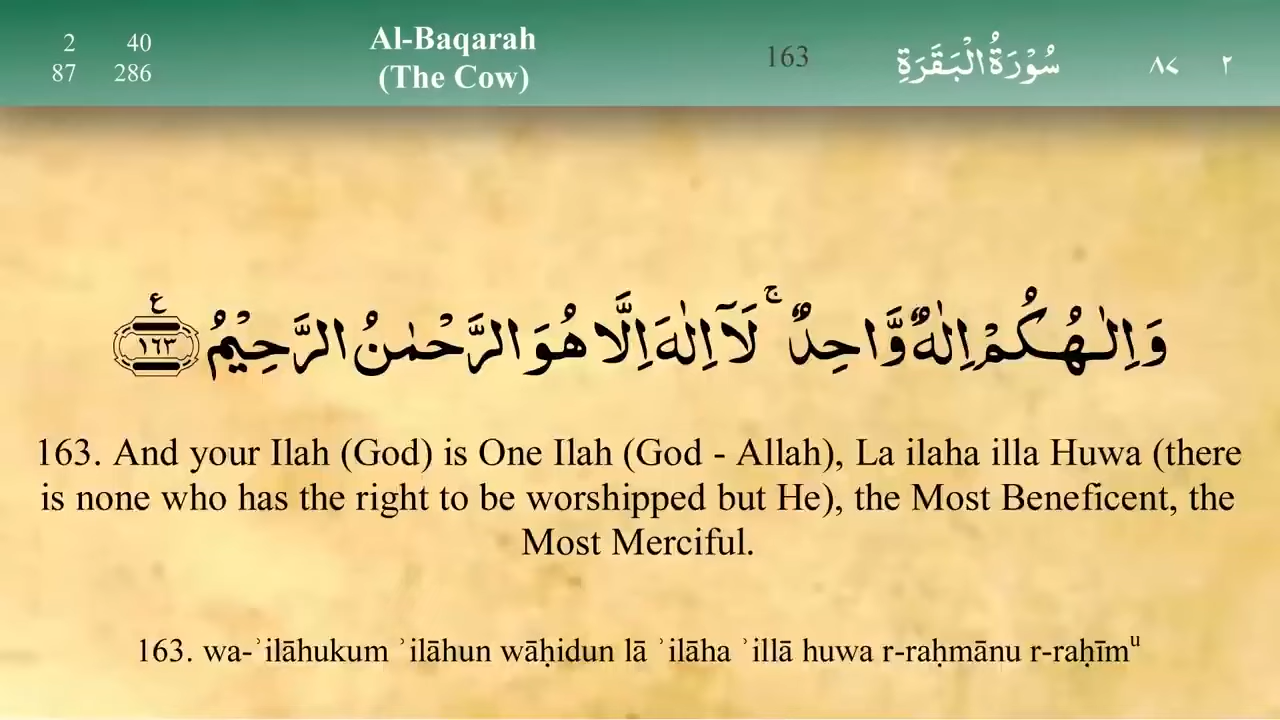 2 40
87 286
Al-Baqarah
(The Cow)
163
سُوْرَةُ الْبَقَرَةِ
٨٧ ٢
وَاِلٰـهُكُمْ اِلٰهٌ وَّاحِدٌ ۚ لَآ اِلٰهَ اِلَّا هُوَ الرَّحْمٰنُ الرَّحِيْمُ ١٦٣ ع
163. And your Ilah (God) is One Ilah (God - Allah), La ilaha illa Huwa (there
is none who has the right to be worshipped but He), the Most Beneficent, the
Most Merciful.
163. wa-ʾilāhukum ʾilāhun wāḥidun lā ʾilāha ʾillā huwa r-raḥmānu r-raḥīmᵘ